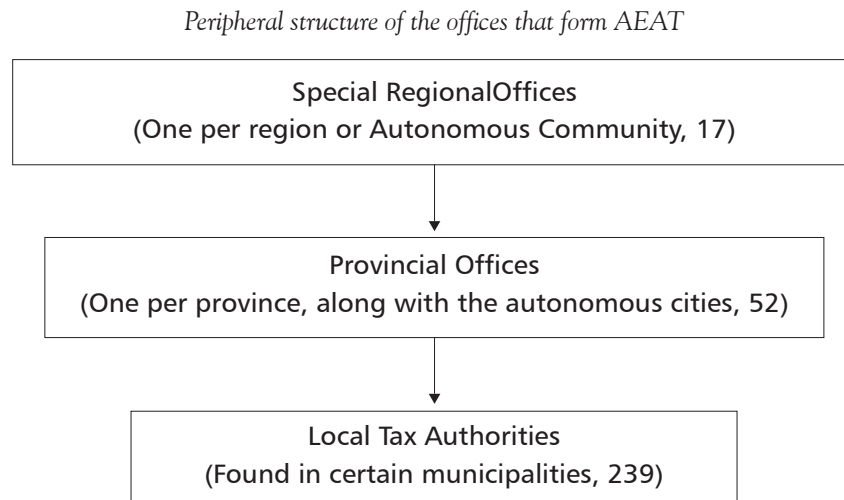 Peripheral structure of the offices that form AEAT
Special RegionalOffices
(One per region or Autonomous Community, 17)
Provincial Offices
(One per province, along with the autonomous cities, 52)
Local Tax Authorities
(Found in certain municipalities, 239)